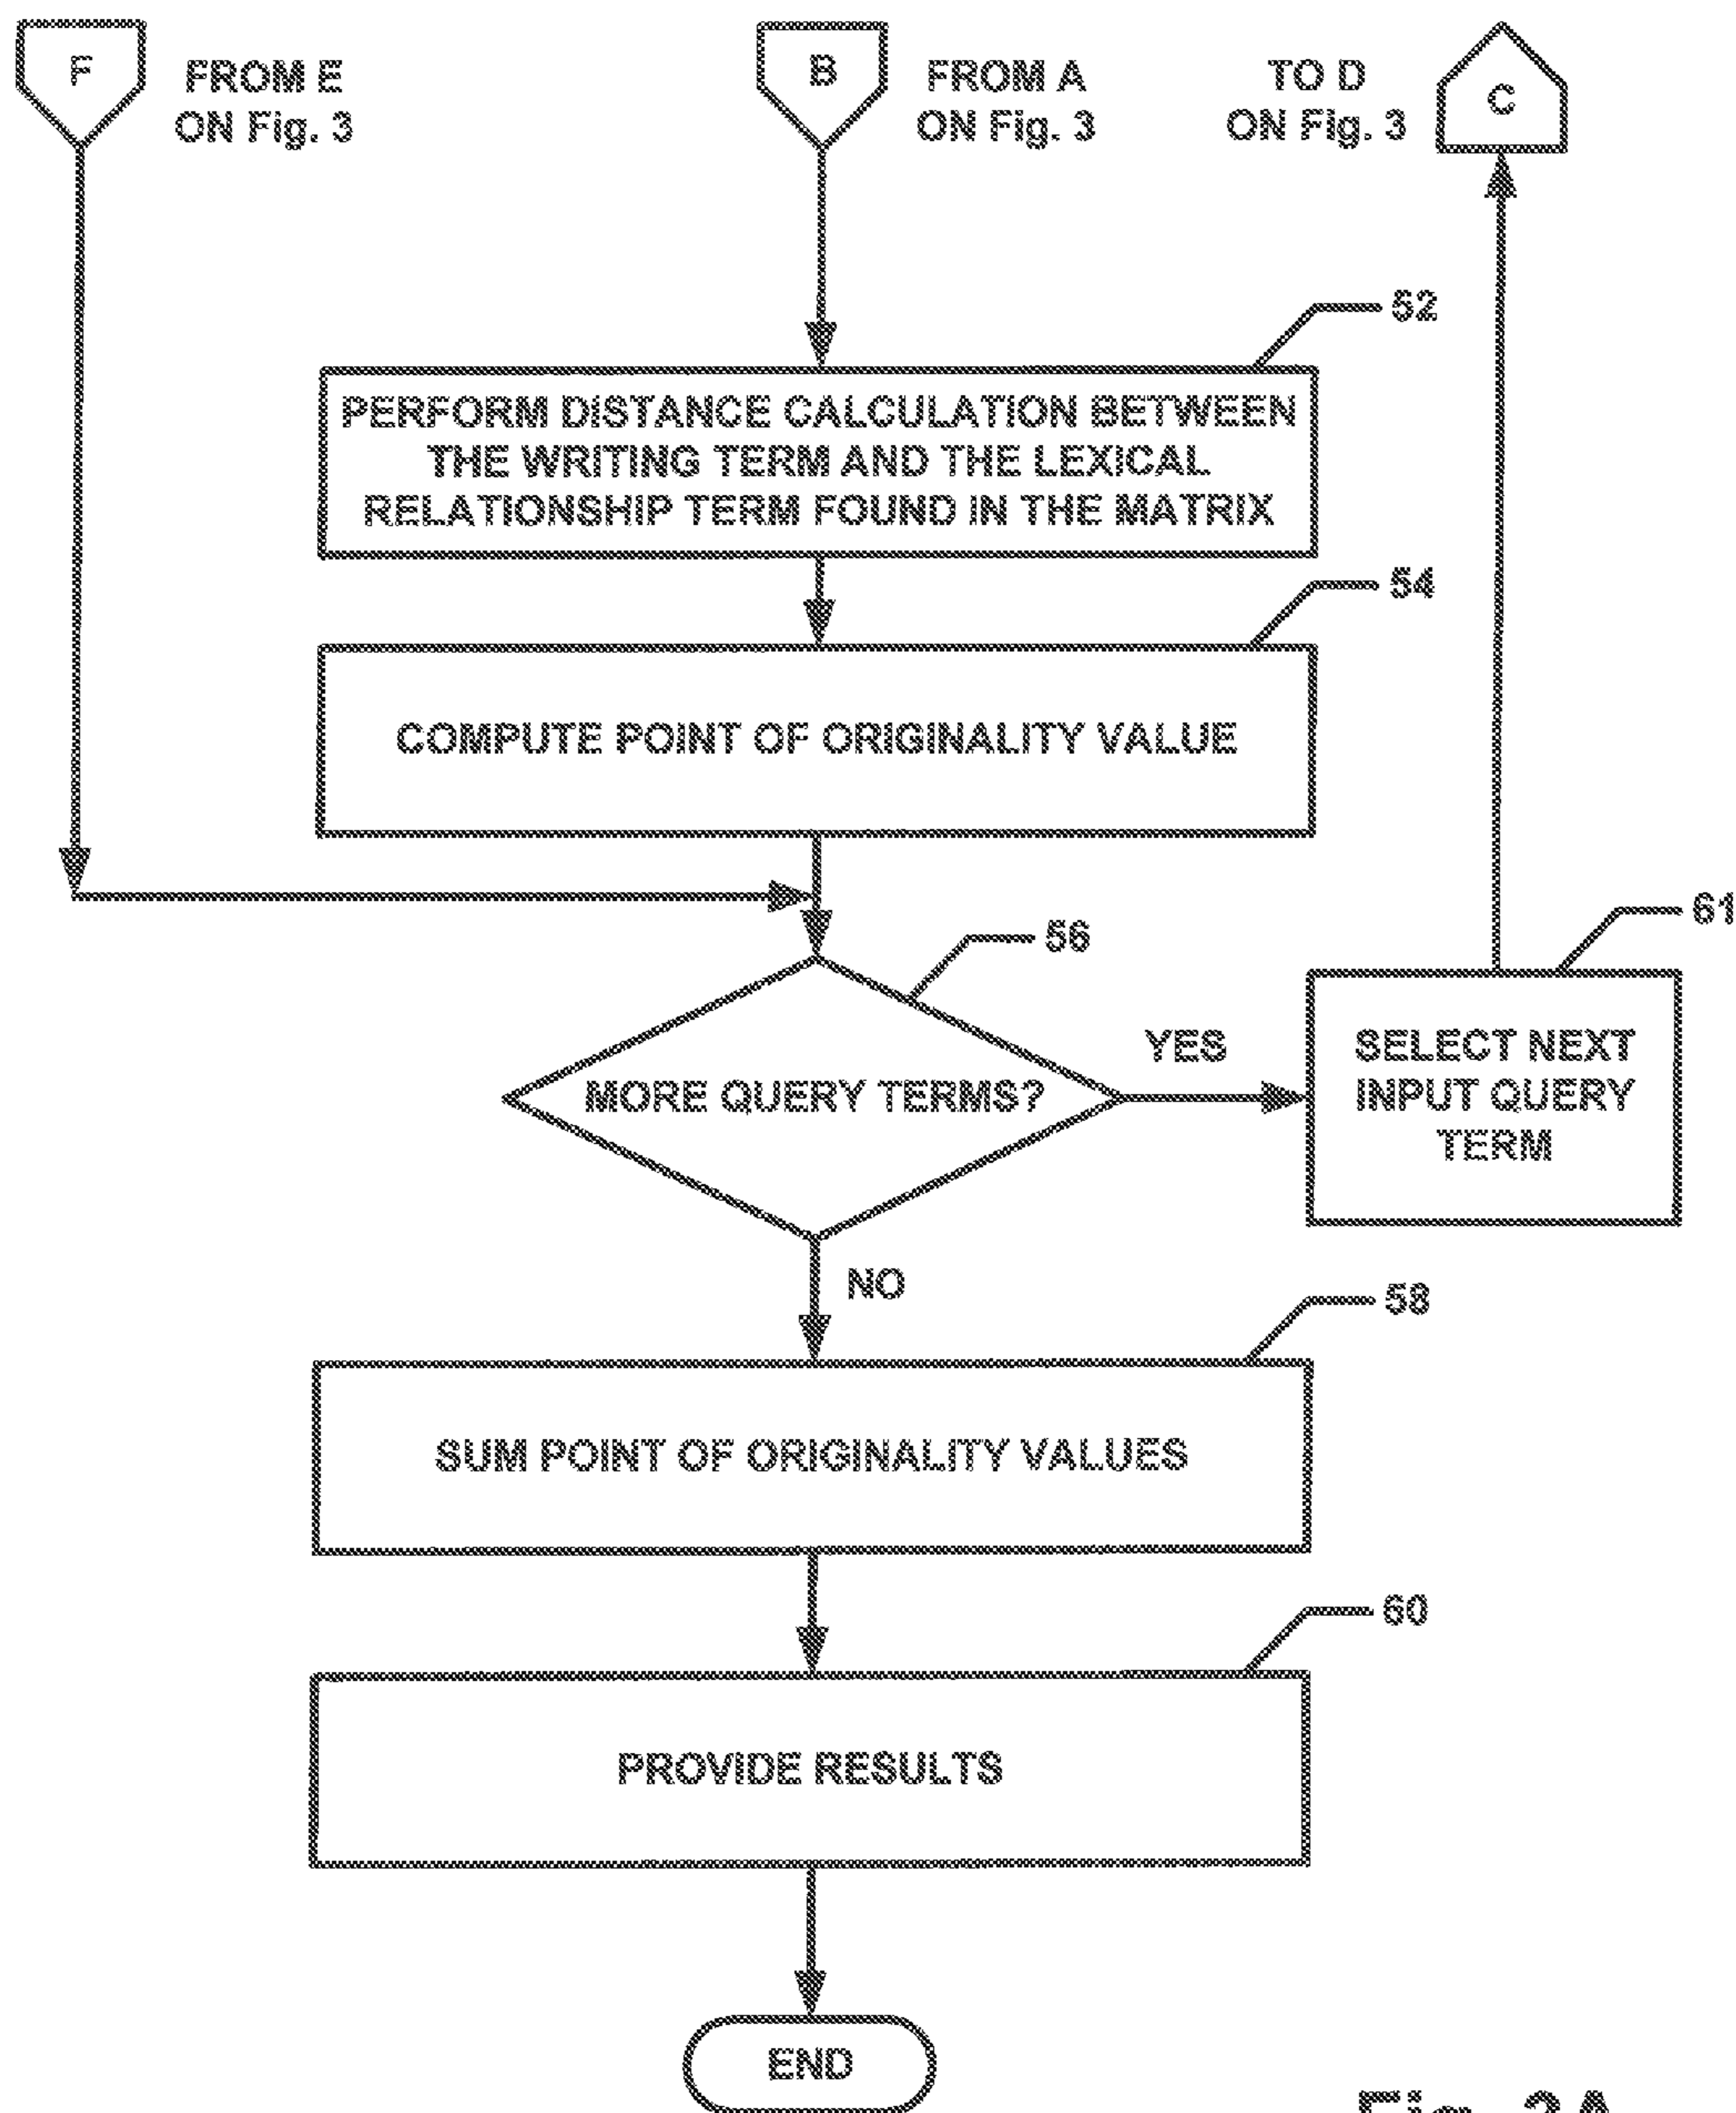 F
FROM E
ON Fig. 3
B
FROM A
ON Fig. 3
TO D
ON Fig. 3
C
52
PERFORM DISTANCE CALCULATION BETWEEN
THE WRITING TERM AND THE LEXICAL
RELATIONSHIP TERM FOUND IN THE MATRIX
54
COMPUTE POINT OF ORIGINALITY VALUE
56
MORE QUERY TERMS?
YES
61
SELECT NEXT
INPUT QUERY
TERM
NO
58
SUM POINT OF ORIGINALITY VALUES
60
PROVIDE RESULTS
END